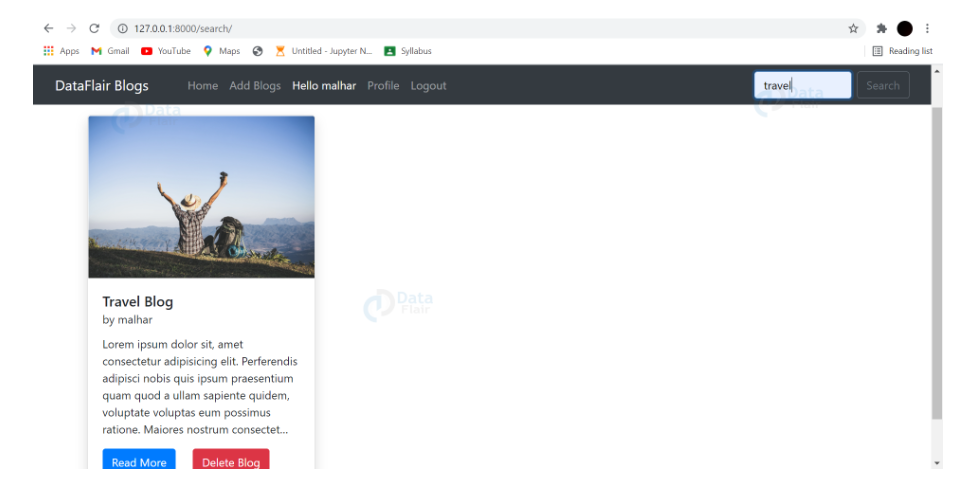 127.0.0.1:8000/search/
Apps Gmail YouTube Maps Untitled - Jupyter N... Syllabus Reading list
DataFlair Blogs Home Add Blogs Hello malhar Profile Logout travel Search
Data
Data
Flair
Travel Blog
by malhar
Data
Flair
Lorem ipsum dolor sit, amet
consectetur adipisicing elit. Perferendis
adipisci nobis quis ipsum praesentium
quam quod a ullam sapiente quidem,
voluptate voluptas eum possimus
ratione. Maiores nostrum consectet...
Read More Delete Blog